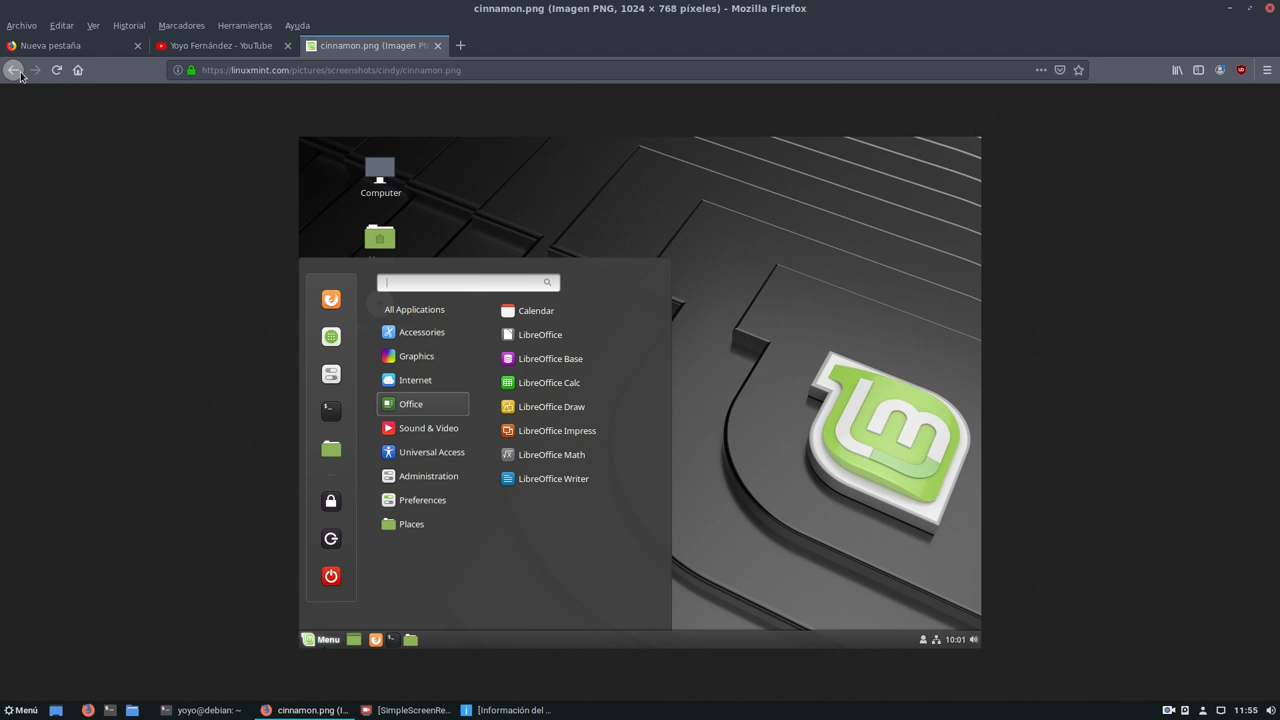 cinnamon.png (Imagen PNG, 1024 × 768 píxeles) - Mozilla Firefox
Archivo Editar Ver Historial Marcadores Herramientas Ayuda
Nueva pestaña
Yoyo Fernández - YouTube
cinnamon.png (Imagen PN
https://linuxmint.com/pictures/screenshots/cindy/cinnamon.png
Computer
All Applications
Accessories
Graphics
Internet
Office
Sound & Video
Universal Access
Administration
Preferences
Places
Calendar
LibreOffice
LibreOffice Base
LibreOffice Calc
LibreOffice Draw
LibreOffice Impress
LibreOffice Math
LibreOffice Writer
Menu
10:01
Menú
yoyo@debian: ~
cinnamon.png (I...
[SimpleScreenRe...
[Información del ...
11:55